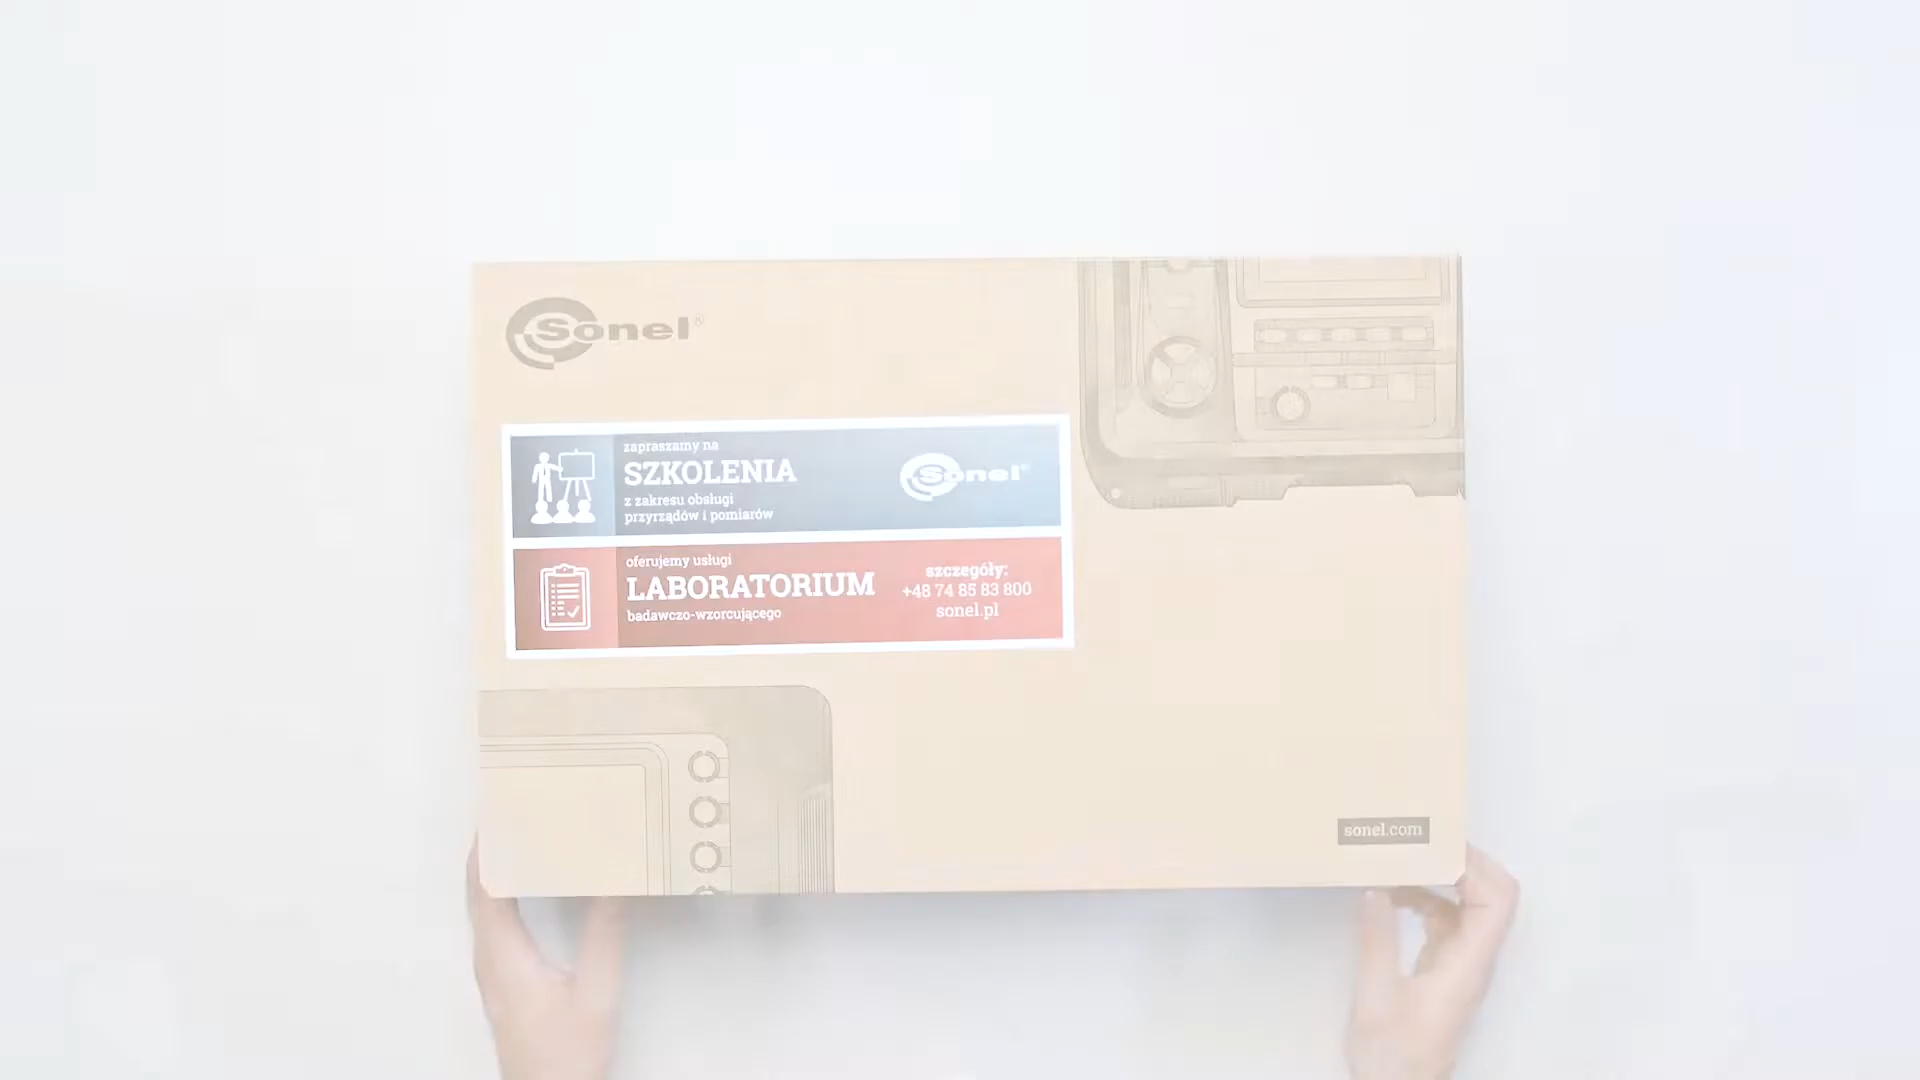 Sonel®
zapraszamy na
SZKOLENIA
z zakresu obsługi
przyrządów i pomiarów
Sonel®
oferujemy usługi
LABORATORIUM
badawczo-wzorcującego
szczegóły:
+48 74 85 83 800
sonel.pl
sonel.com